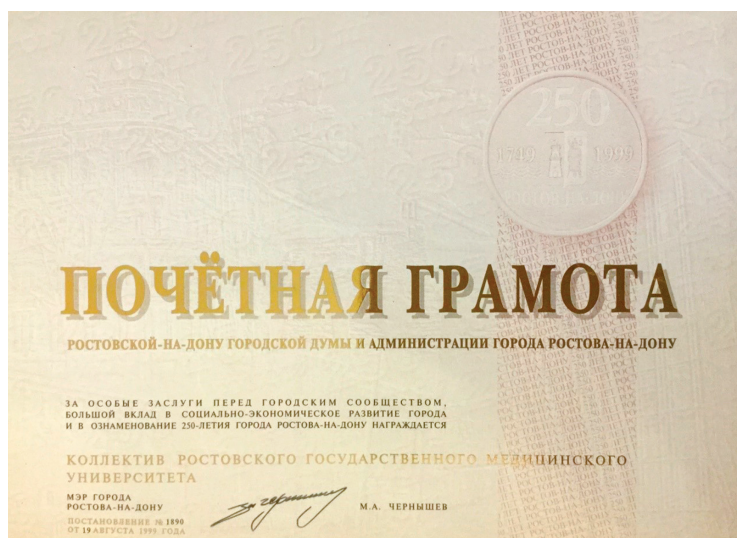 250
1749 1999
ПОЧЁТНАЯ ГРАМОТА
РОСТОВСКОЙ-НА-ДОНУ ГОРОДСКОЙ ДУМЫ И АДМИНИСТРАЦИИ ГОРОДА РОСТОВА-НА-ДОНУ
ЗА ОСОБЫЕ ЗАСЛУГИ ПЕРЕД ГОРОДСКИМ СООБЩЕСТВОМ,
БОЛЬШОЙ ВКЛАД В СОЦИАЛЬНО-ЭКОНОМИЧЕСКОЕ РАЗВИТИЕ ГОРОДА
И В ОЗНАМЕНОВАНИЕ 250-ЛЕТИЯ ГОРОДА РОСТОВА-НА-ДОНУ НАГРАЖДАЕТСЯ
КОЛЛЕКТИВ РОСТОВСКОГО ГОСУДАРСТВЕННОГО МЕДИЦИНСКОГО
УНИВЕРСИТЕТА
МЭР ГОРОДА
РОСТОВА-НА-ДОНУ М.А. ЧЕРНЫШЕВ
ПОСТАНОВЛЕНИЕ № 1890
ОТ 19 АВГУСТА 1999 ГОДА